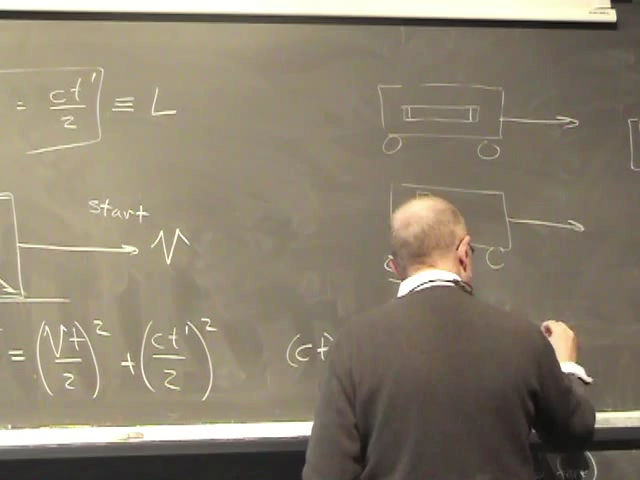 = ct'/2 ≡ L
start
V
= (Vt/2)² + (ct'/2)²
(ct